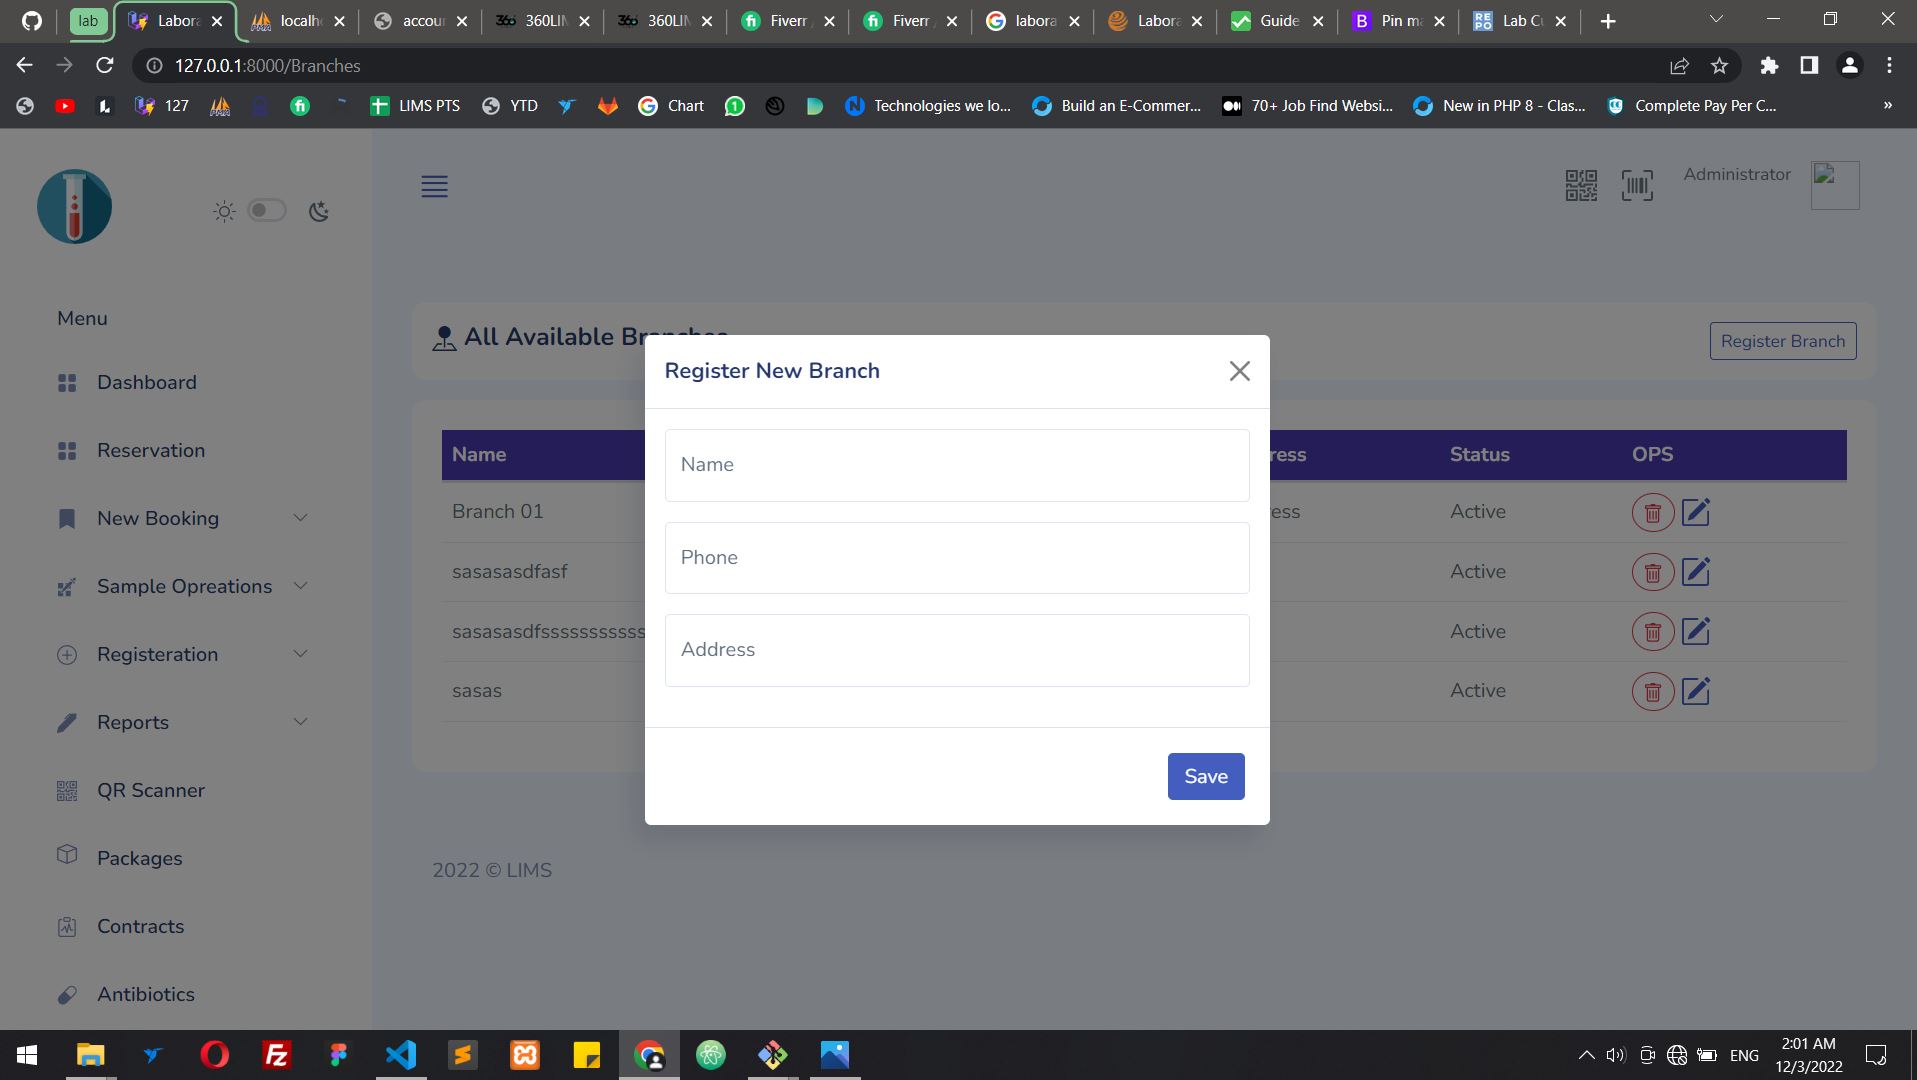 lab
Labora
localh
accour
360LIM
360LIM
Fiverr
Fiverr
labora
Labora
Guide
Pin ma
Lab Cu
127.0.0.1:8000/Branches
127
LIMS PTS
YTD
Chart
Technologies we lo...
Build an E-Commer...
70+ Job Find Websi...
New in PHP 8 - Clas...
Complete Pay Per C...
»
Administrator
Menu
Dashboard
Reservation
New Booking
Sample Opreations
Registeration
Reports
QR Scanner
Packages
Contracts
Antibiotics
All Available Branches
Register Branch
Name
ress
Status
OPS
Branch 01
ess
Active
sasasasdfasf
Active
sasasasdfsssssssssss
Active
sasas
Active
Register New Branch
Name
Phone
Address
Save
2022 © LIMS
ENG
2:01 AM
12/3/2022